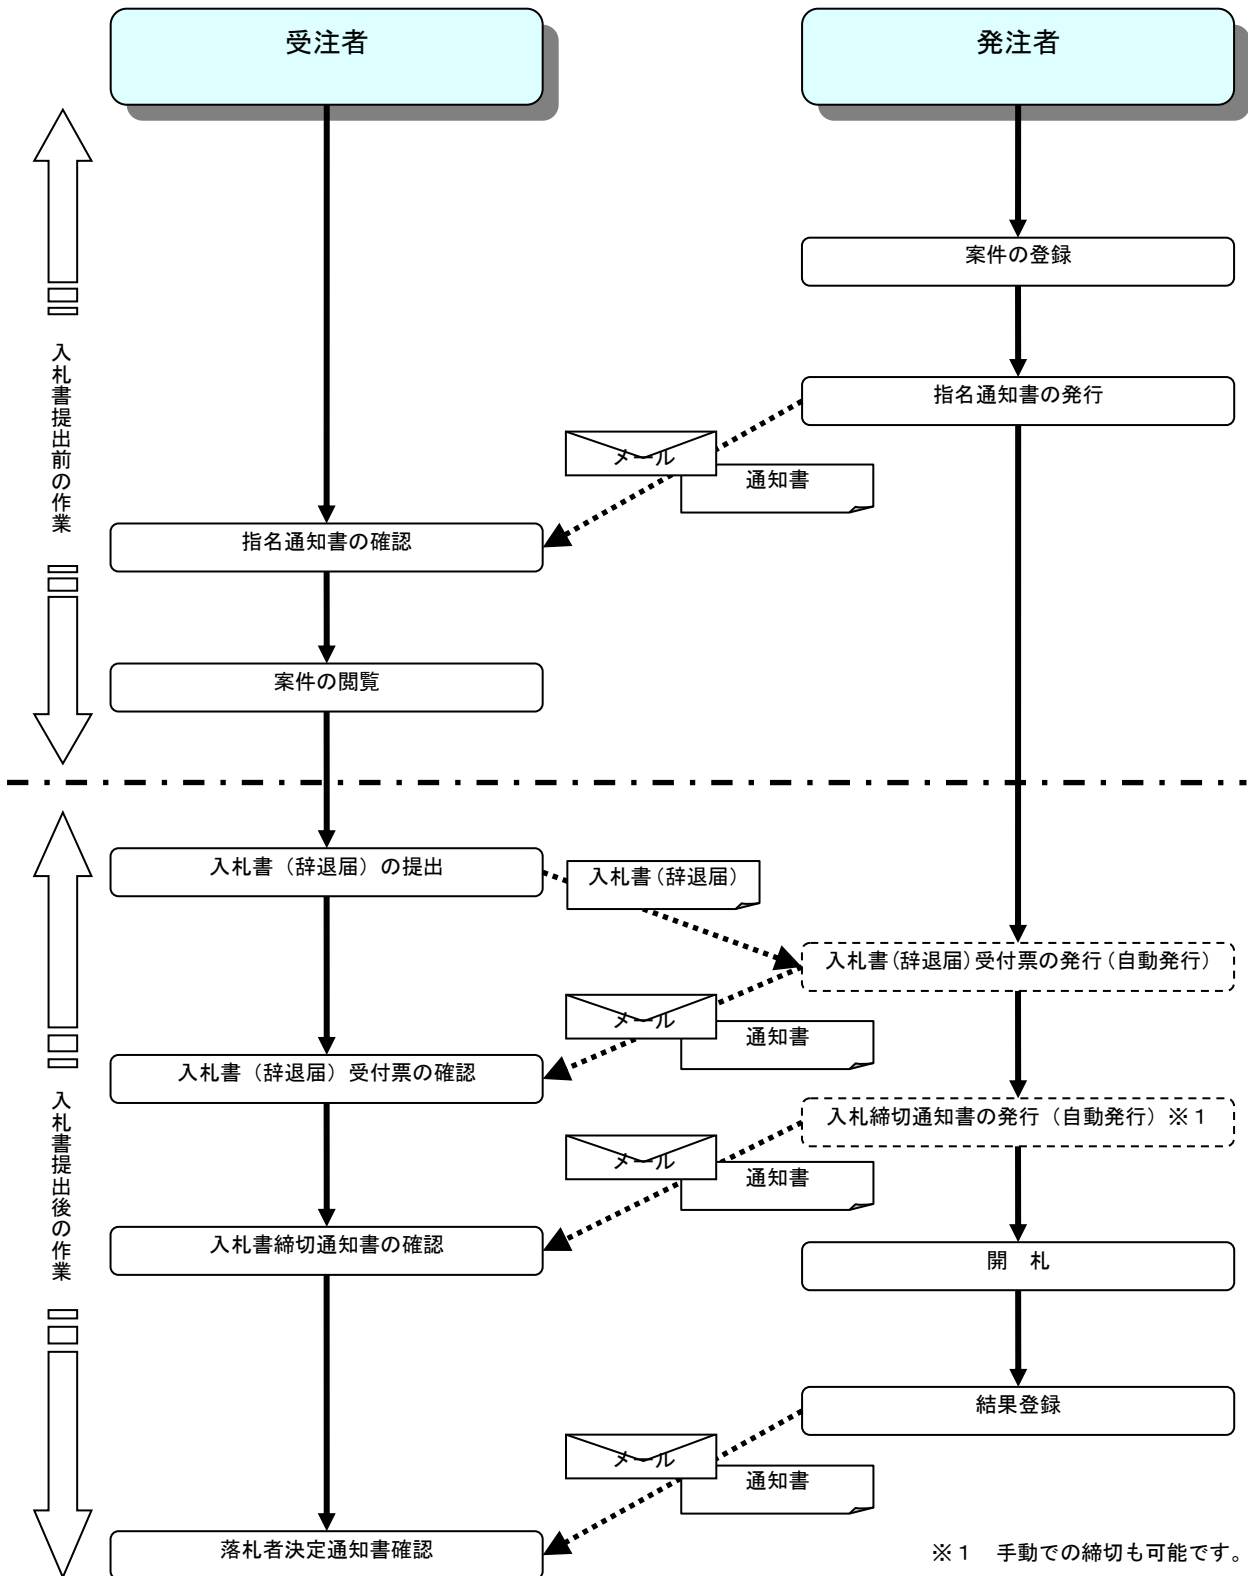 受注者
発注者
案件の登録
指名通知書の発行
メール
通知書
指名通知書の確認
案件の閲覧
入札書提出前の作業
入札書（辞退届）の提出
入札書（辞退届）
入札書（辞退届）受付票の発行（自動発行）
メール
通知書
入札書（辞退届）受付票の確認
入札締切通知書の発行（自動発行）※１
メール
通知書
入札書締切通知書の確認
開　札
結果登録
メール
通知書
落札者決定通知書確認
入札書提出後の作業
※１　手動での締切も可能です。